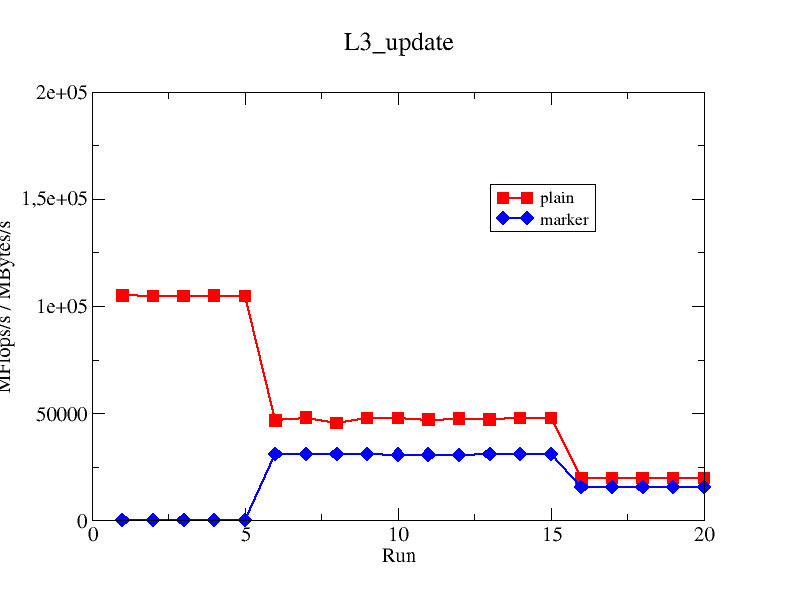 L3_update
2e+05
1,5e+05
1e+05
50000
0
MFlops/s / MBytes/s
plain
marker
0
5
10
15
20
Run